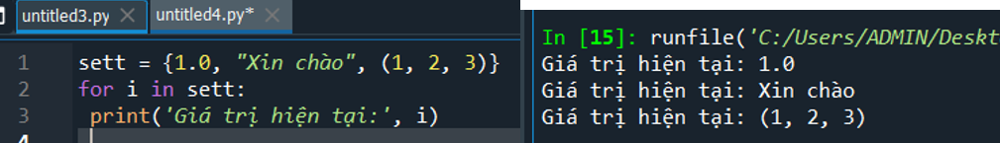 untitled3.py untitled4.py*
1 sett = {1.0, "Xin chào", (1, 2, 3)}
2 for i in sett:
3 print('Giá trị hiện tại:', i)
4
In [15]: runfile('C:/Users/ADMIN/Deskt
Giá trị hiện tại: 1.0
Giá trị hiện tại: Xin chào
Giá trị hiện tại: (1, 2, 3)